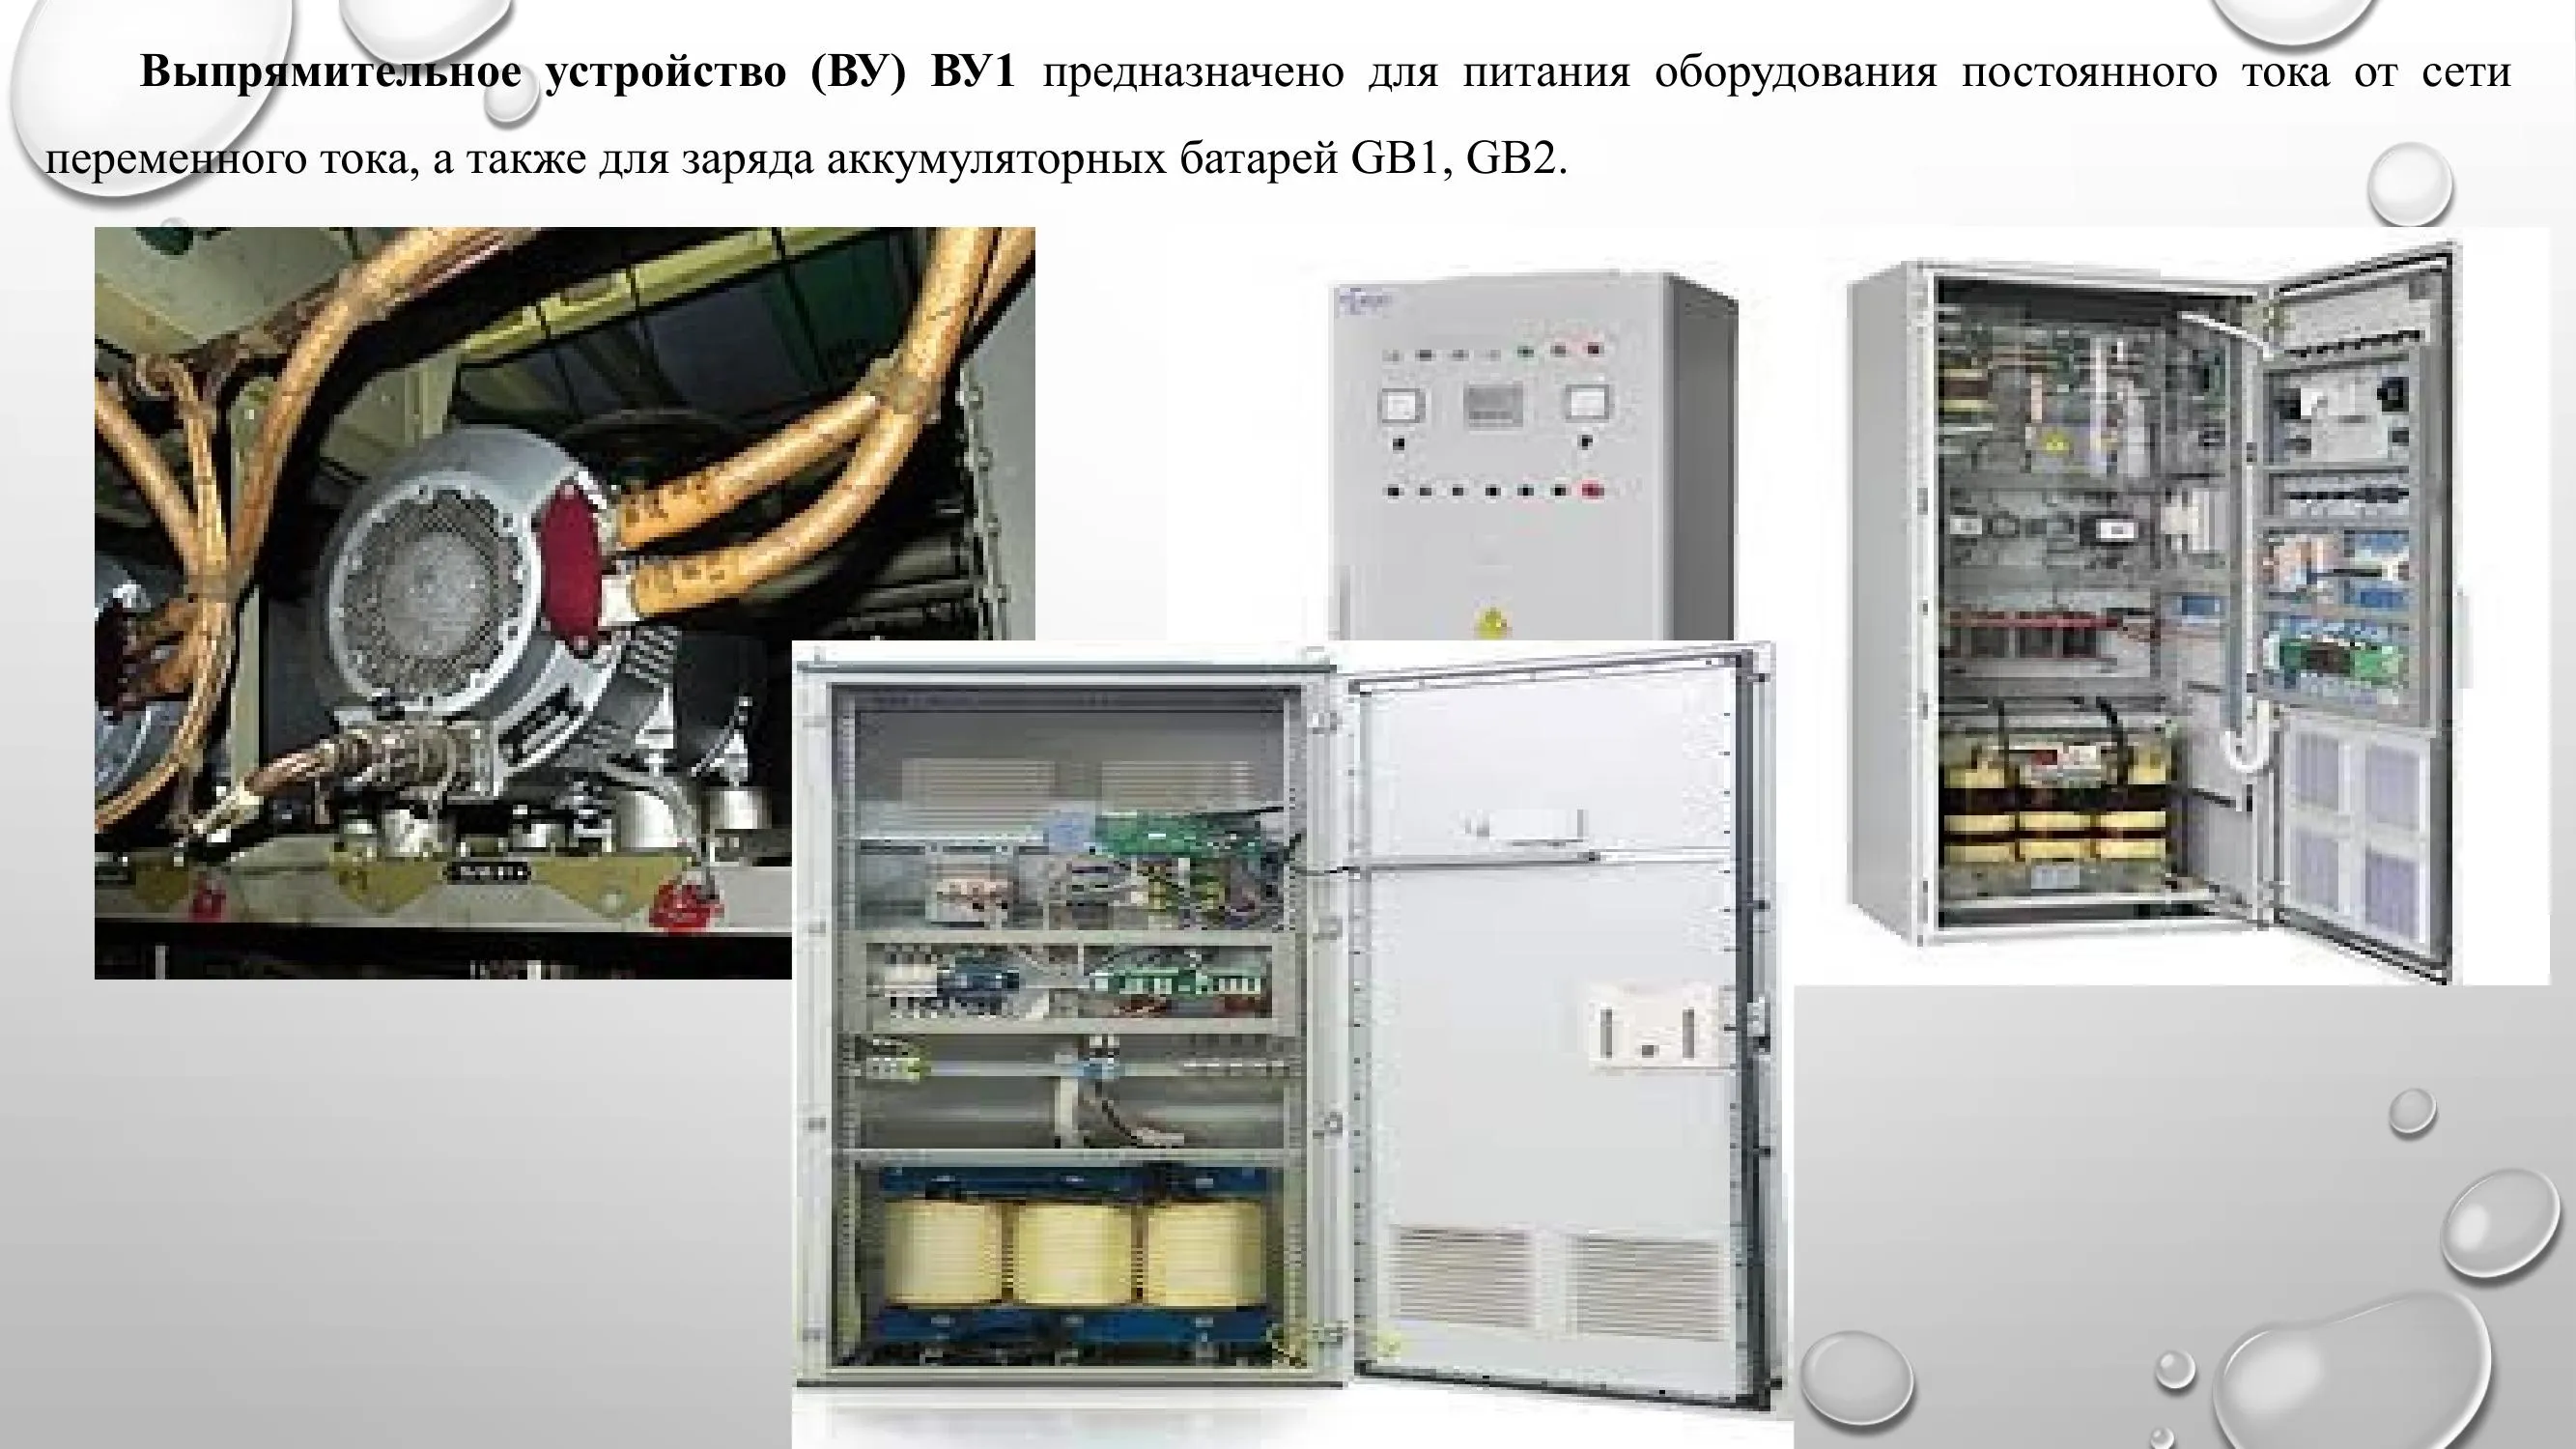 Выпрямительное устройство (ВУ) ВУ1 предназначено для питания оборудования постоянного тока от сети
переменного тока, а также для заряда аккумуляторных батарей GB1, GB2.